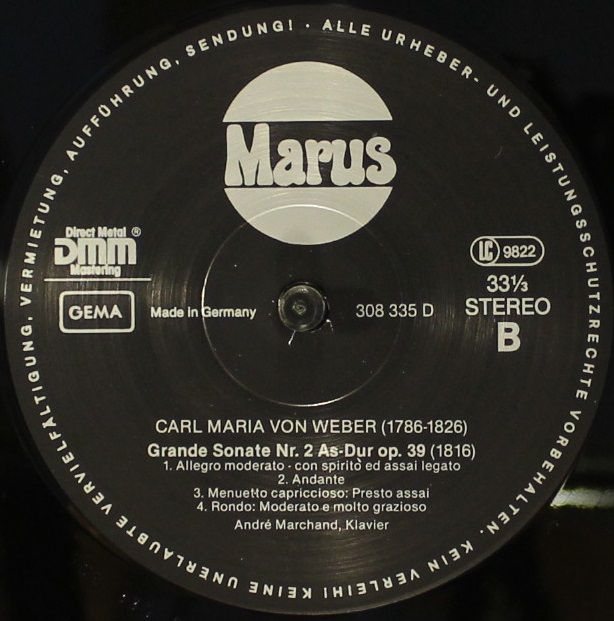 ALLE URHEBER- UND LEISTUNGSSCHUTZRECHTE VORBEHALTEN. KEIN VERLEIH! KEINE UNERLAUBTE VERVIELFÄLTIGUNG, VERMIETUNG, AUFFÜHRUNG, SENDUNG! ·
Marus
Direct Metal ®
DMM
Mastering
LC 9822
GEMA
Made in Germany
308 335 D
33⅓
STEREO
B
CARL MARIA VON WEBER (1786-1826)
Grande Sonate Nr. 2 As-Dur op. 39 (1816)
1. Allegro moderato - con spirito ed assai legato
2. Andante
3. Menuetto capriccioso: Presto assai
4. Rondo: Moderato e molto grazioso
André Marchand, Klavier